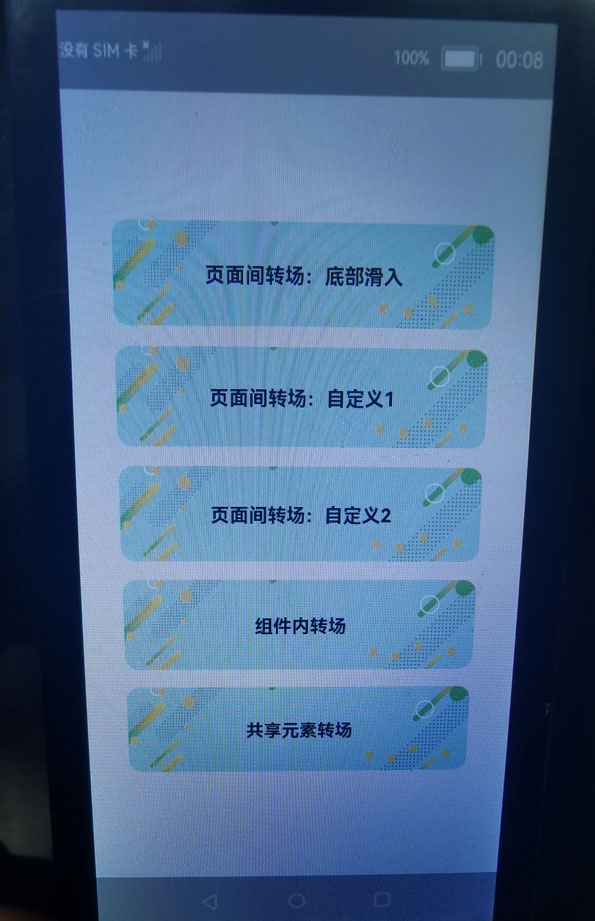 没有 SIM 卡
100%
00:08
页面间转场：底部滑入
页面间转场：自定义1
页面间转场：自定义2
组件内转场
共享元素转场